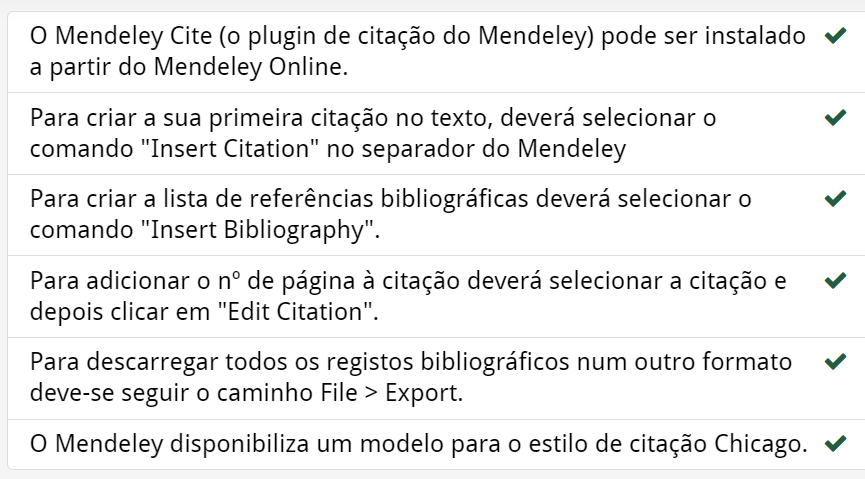 O Mendeley Cite (o plugin de citação do Mendeley) pode ser instalado
a partir do Mendeley Online.
Para criar a sua primeira citação no texto, deverá selecionar o
comando "Insert Citation" no separador do Mendeley
Para criar a lista de referências bibliográficas deverá selecionar o
comando "Insert Bibliography".
Para adicionar o nº de página à citação deverá selecionar a citação e
depois clicar em "Edit Citation".
Para descarregar todos os registos bibliográficos num outro formato
deve-se seguir o caminho File > Export.
O Mendeley disponibiliza um modelo para o estilo de citação Chicago.